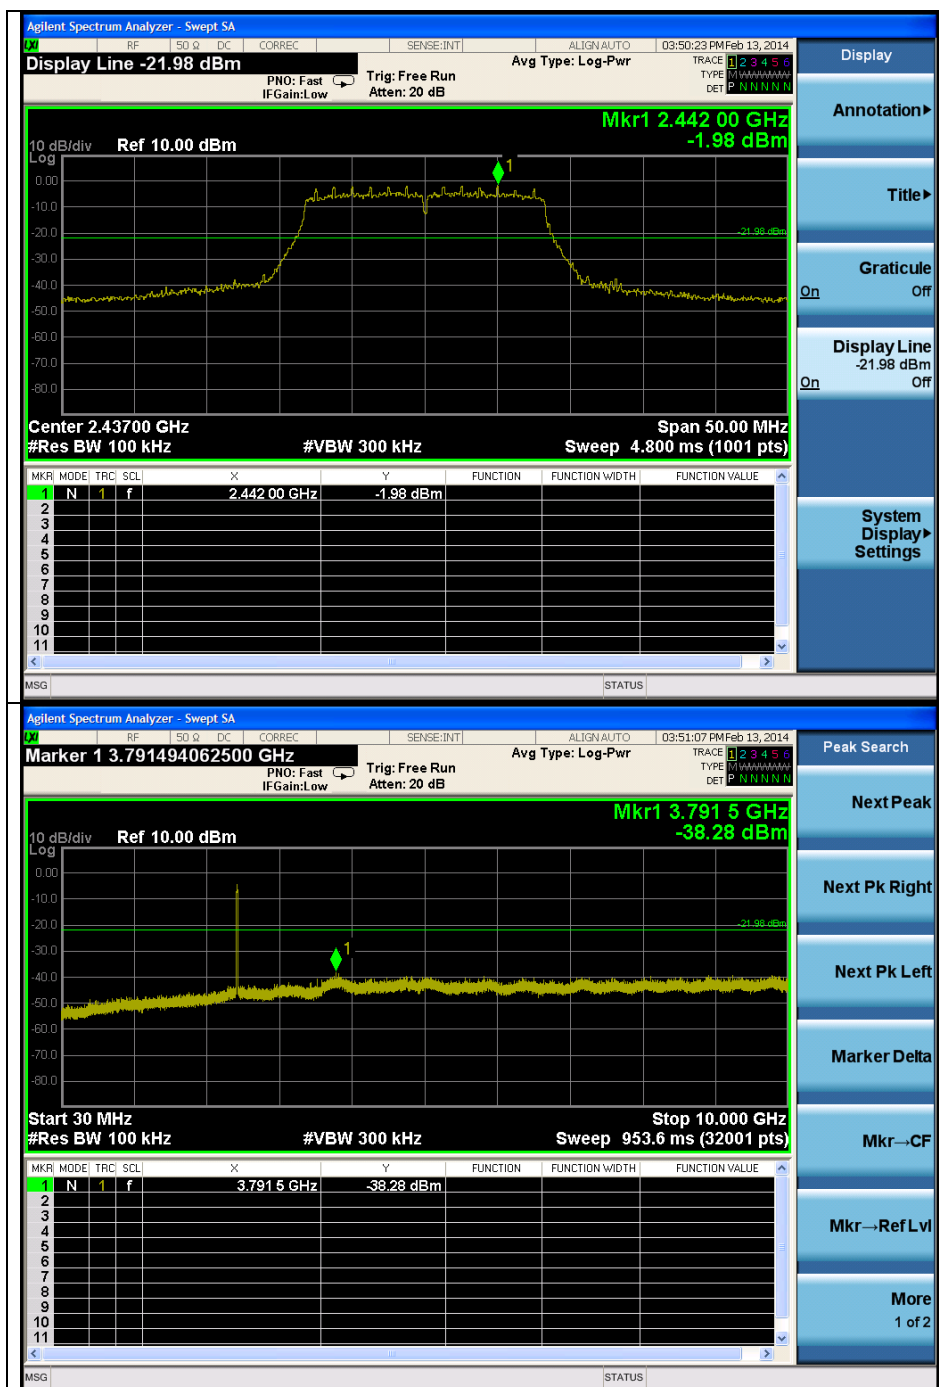 Agilent Spectrum Analyzer - Swept SA
LXI RF 50 Ω DC CORREC SENSE:INT ALIGN AUTO 03:50:23 PM Feb 13, 2014
Display Line -21.98 dBm
PNO: Fast
IFGain:Low
Trig: Free Run
Atten: 20 dB
Avg Type: Log-Pwr
TRACE 1 2 3 4 5 6
TYPE M W W W W W
DET P N N N N N
Mkr1 2.442 00 GHz
-1.98 dBm
10 dB/div Ref 10.00 dBm
Log
1
0.00
-10.0
-20.0
-21.98 dBm
-30.0
-40.0
-50.0
-60.0
-70.0
-80.0
Center 2.43700 GHz Span 50.00 MHz
#Res BW 100 kHz #VBW 300 kHz Sweep 4.800 ms (1001 pts)
MKR MODE TRC SCL X Y FUNCTION FUNCTION WIDTH FUNCTION VALUE
1 N 1 f 2.442 00 GHz -1.98 dBm
2
3
4
5
6
7
8
9
10
11
MSG STATUS
Display
Annotation
Title
Graticule
On Off
Display Line
-21.98 dBm
On Off
System
Display
Settings
Agilent Spectrum Analyzer - Swept SA
LXI RF 50 Ω DC CORREC SENSE:INT ALIGN AUTO 03:51:07 PM Feb 13, 2014
Marker 1 3.791494062500 GHz
PNO: Fast
IFGain:Low
Trig: Free Run
Atten: 20 dB
Avg Type: Log-Pwr
TRACE 1 2 3 4 5 6
TYPE M W W W W W
DET P N N N N N
Mkr1 3.791 5 GHz
-38.28 dBm
10 dB/div Ref 10.00 dBm
Log
0.00
-10.0
-20.0
-21.98 dBm
-30.0
1
-40.0
-50.0
-60.0
-70.0
-80.0
Start 30 MHz Stop 10.000 GHz
#Res BW 100 kHz #VBW 300 kHz Sweep 953.6 ms (32001 pts)
MKR MODE TRC SCL X Y FUNCTION FUNCTION WIDTH FUNCTION VALUE
1 N 1 f 3.791 5 GHz -38.28 dBm
2
3
4
5
6
7
8
9
10
11
MSG STATUS
Peak Search
Next Peak
Next Pk Right
Next Pk Left
Marker Delta
Mkr→CF
Mkr→Ref Lvl
More
1 of 2